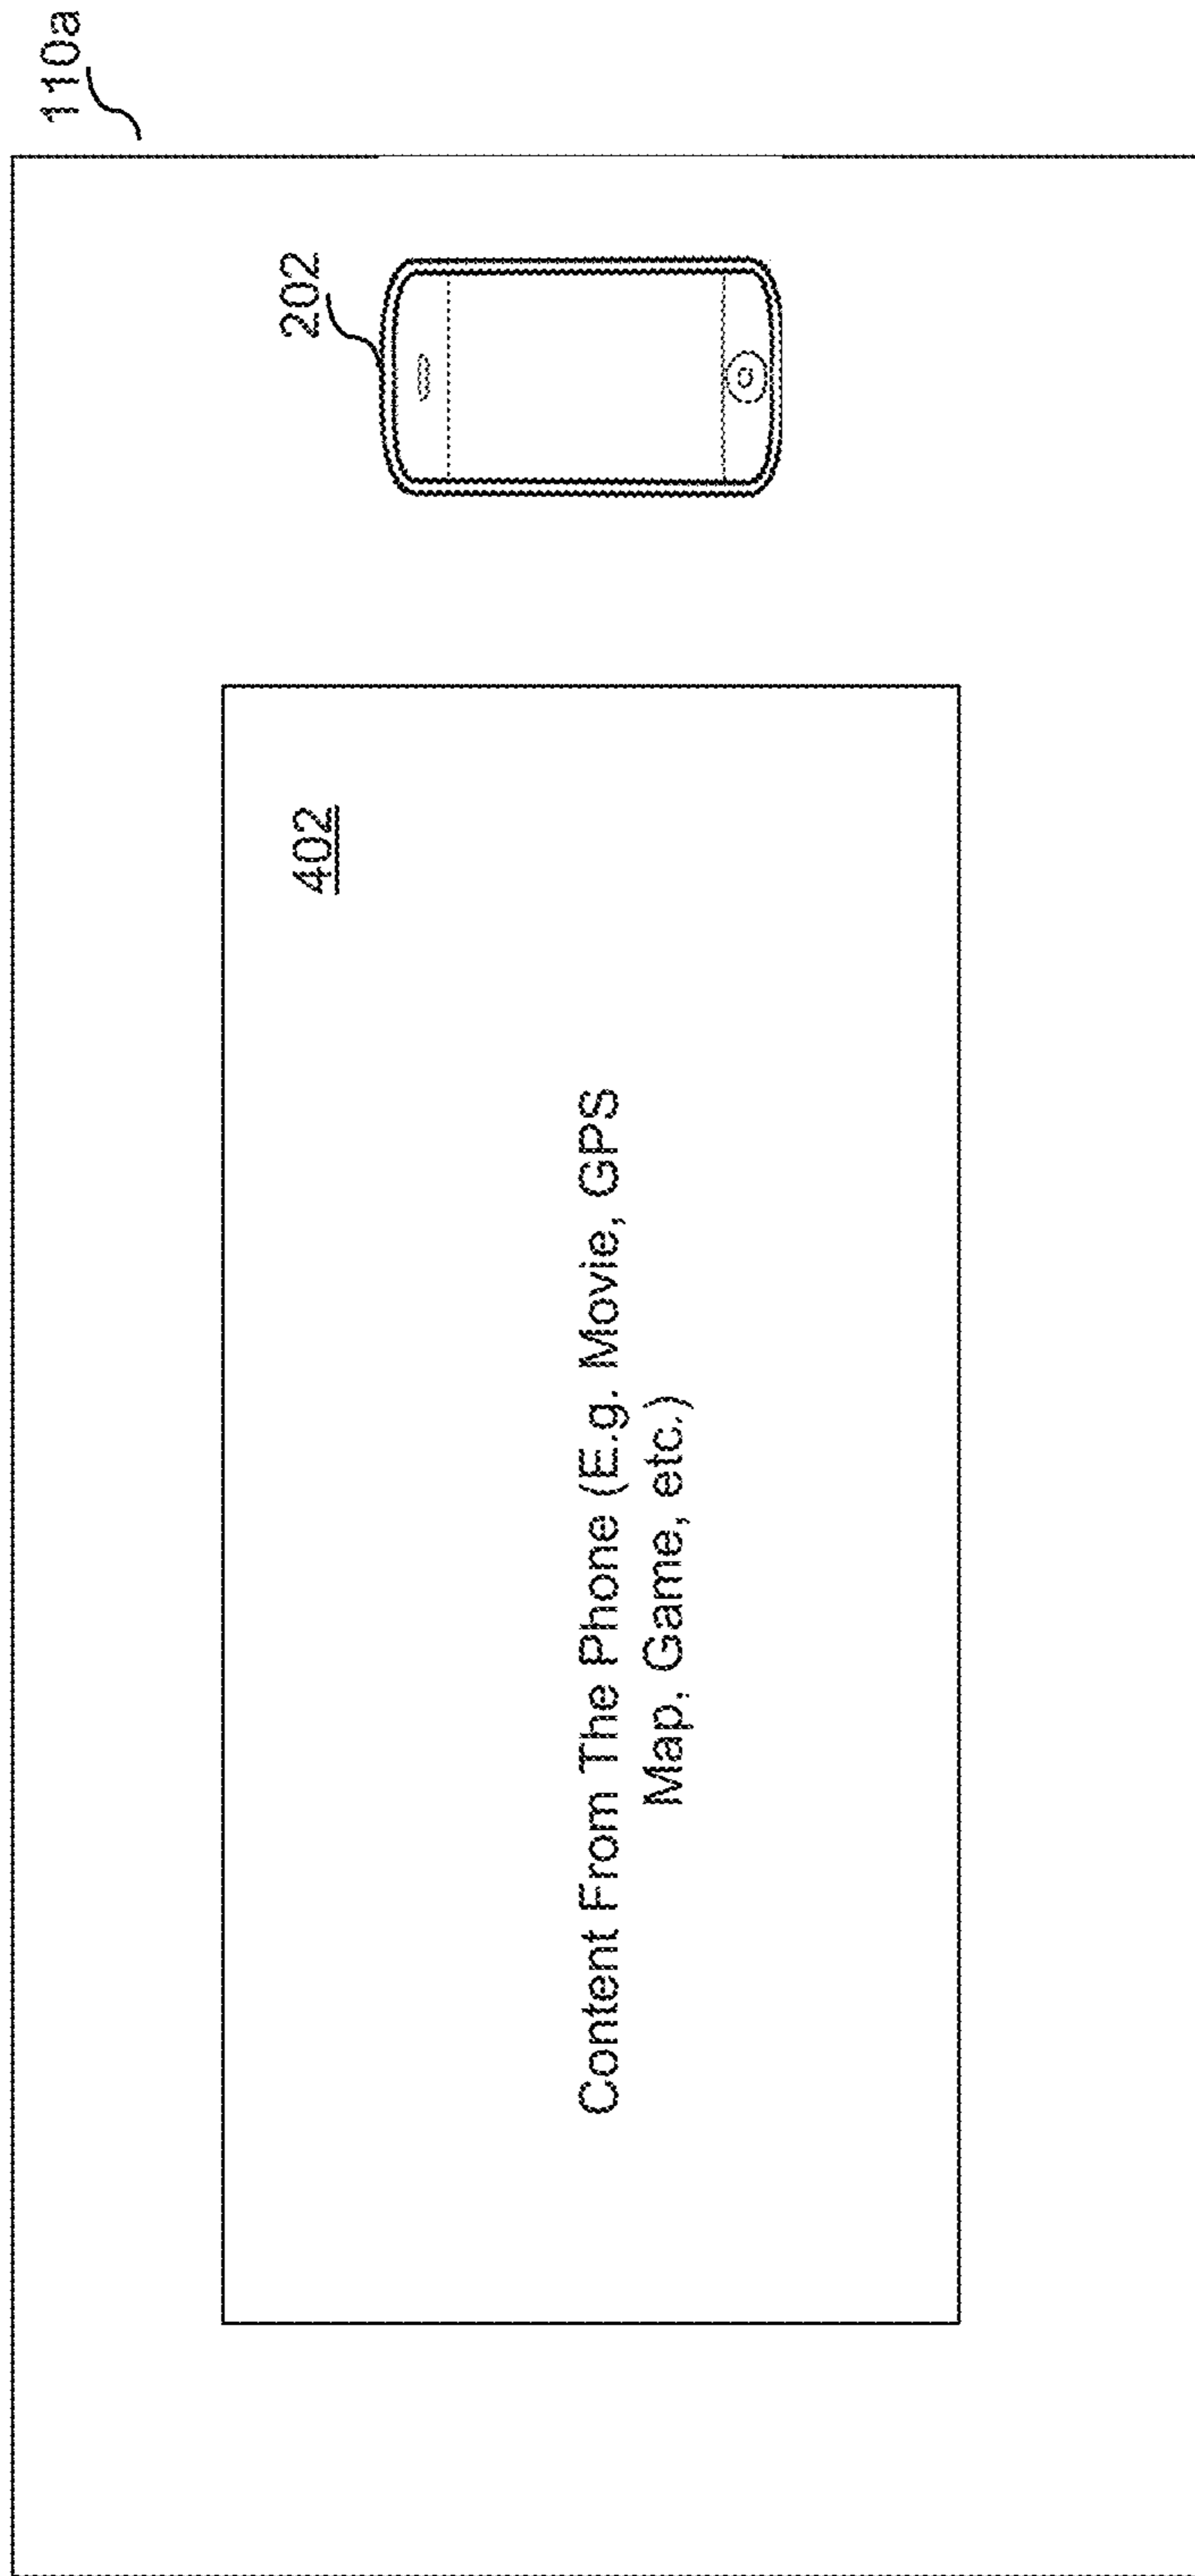 110a
202
402
Content From The Phone (E.g. Movie, GPS
Map, Game, etc.)